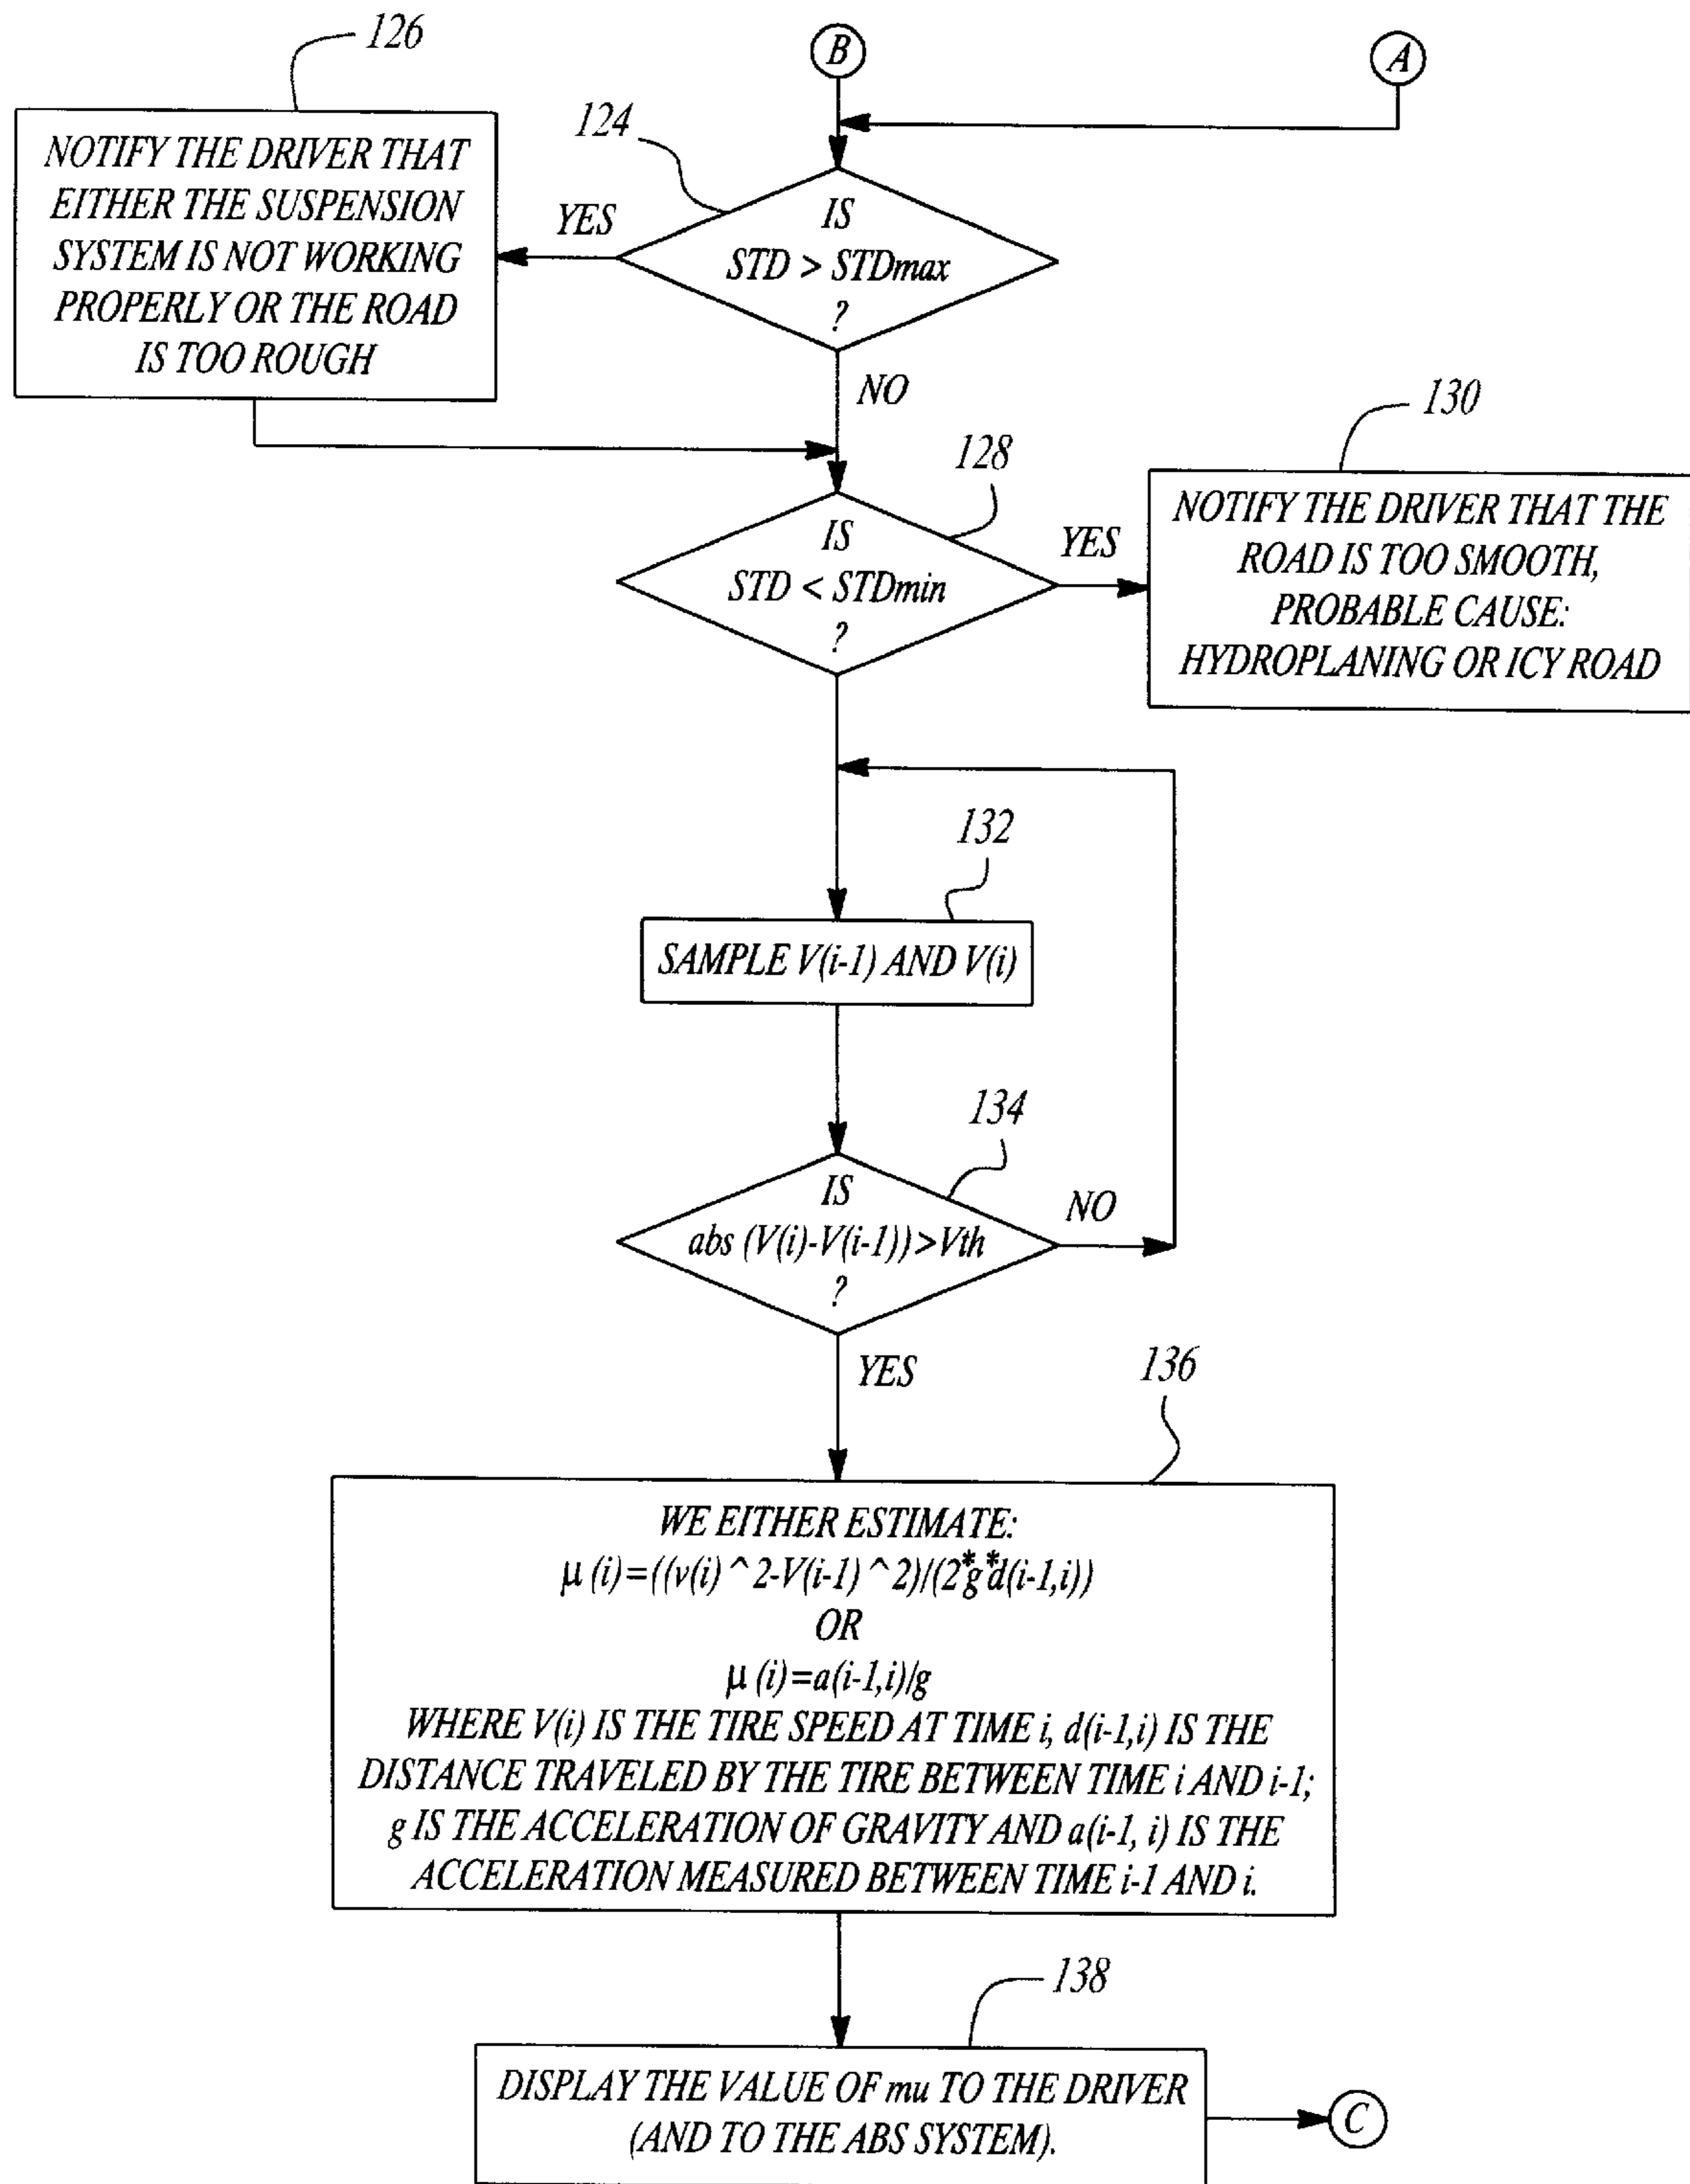 126
B
A
124
NOTIFY THE DRIVER THAT
EITHER THE SUSPENSION
SYSTEM IS NOT WORKING
PROPERLY OR THE ROAD
IS TOO ROUGH
YES
IS
STD > STDmax
?
NO
130
128
IS
STD < STDmin
?
YES
NOTIFY THE DRIVER THAT THE
ROAD IS TOO SMOOTH,
PROBABLE CAUSE:
HYDROPLANING OR ICY ROAD
132
SAMPLE V(i-1) AND V(i)
134
IS
abs (V(i)-V(i-1))>Vth
?
NO
YES
136
WE EITHER ESTIMATE:
μ (i)=((v(i)^2-V(i-1)^2)/(2*g*d(i-1,i))
OR
μ (i)=a(i-1,i)/g
WHERE V(i) IS THE TIRE SPEED AT TIME i, d(i-1,i) IS THE
DISTANCE TRAVELED BY THE TIRE BETWEEN TIME i AND i-1;
g IS THE ACCELERATION OF GRAVITY AND a(i-1, i) IS THE
ACCELERATION MEASURED BETWEEN TIME i-1 AND i.
138
DISPLAY THE VALUE OF mu TO THE DRIVER
(AND TO THE ABS SYSTEM).
C